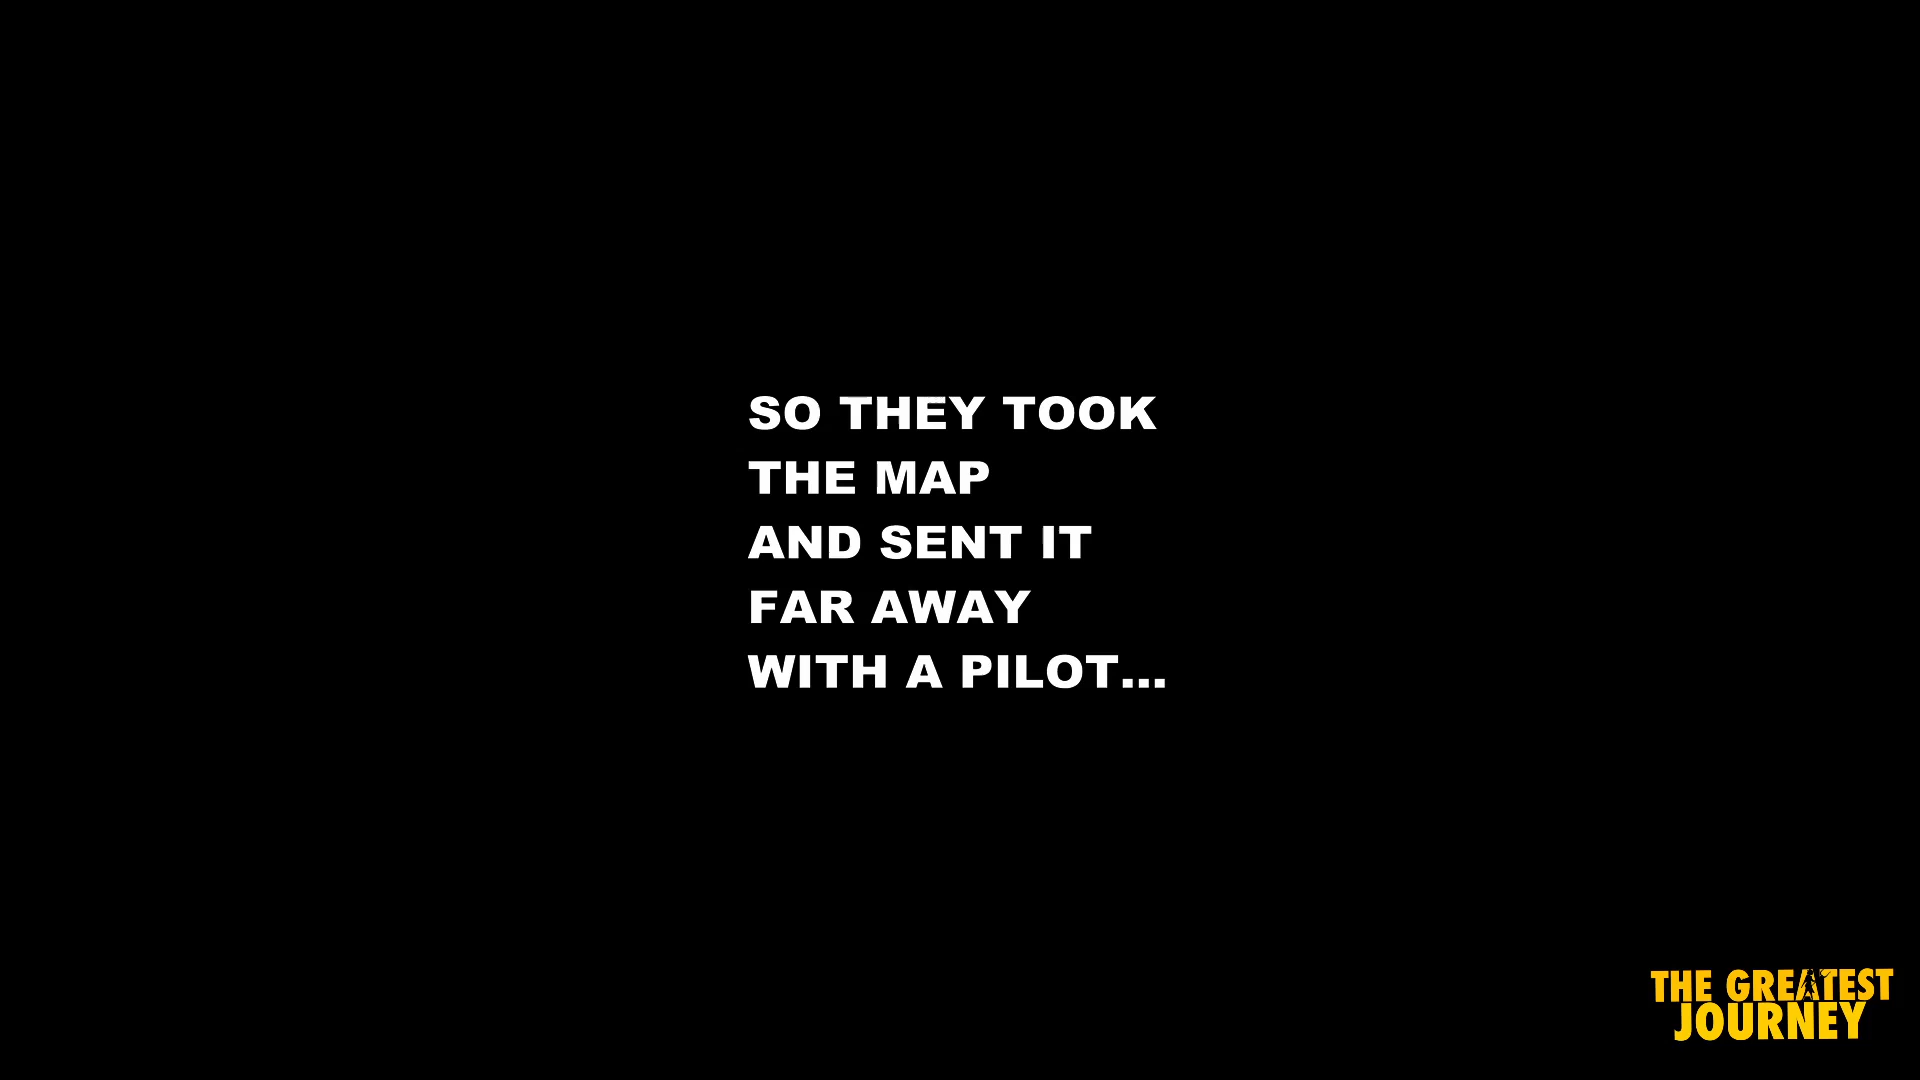 SO THEY TOOK
THE MAP
AND SENT IT
FAR AWAY
WITH A PILOT...
THE GREATEST
JOURNEY